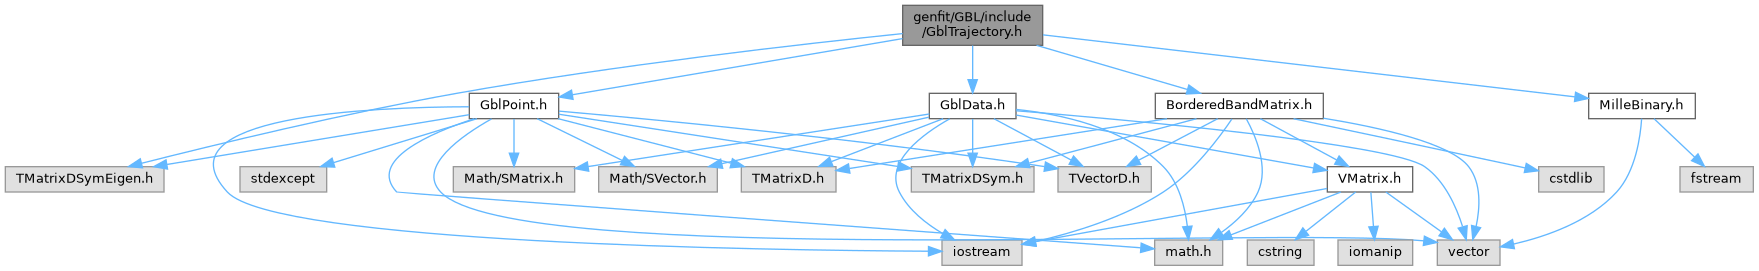 genfit/GBL/include
/GblTrajectory.h
GblPoint.h
GblData.h
BorderedBandMatrix.h
MilleBinary.h
TMatrixDSymEigen.h
stdexcept
Math/SMatrix.h
Math/SVector.h
TMatrixD.h
TMatrixDSym.h
TVectorD.h
VMatrix.h
cstdlib
fstream
iostream
math.h
cstring
iomanip
vector